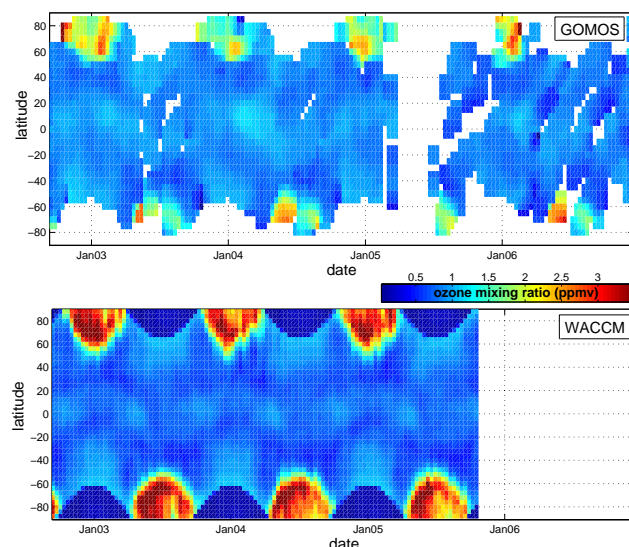 80
60
40
20
0
−20
−40
−60
−80
latitude
GOMOS
Jan03 Jan04 Jan05 Jan06
date
0.5 1 1.5 2 2.5 3
ozone mixing ratio (ppmv)
80
60
40
20
0
−20
−40
−60
−80
latitude
WACCM
Jan03 Jan04 Jan05 Jan06
date